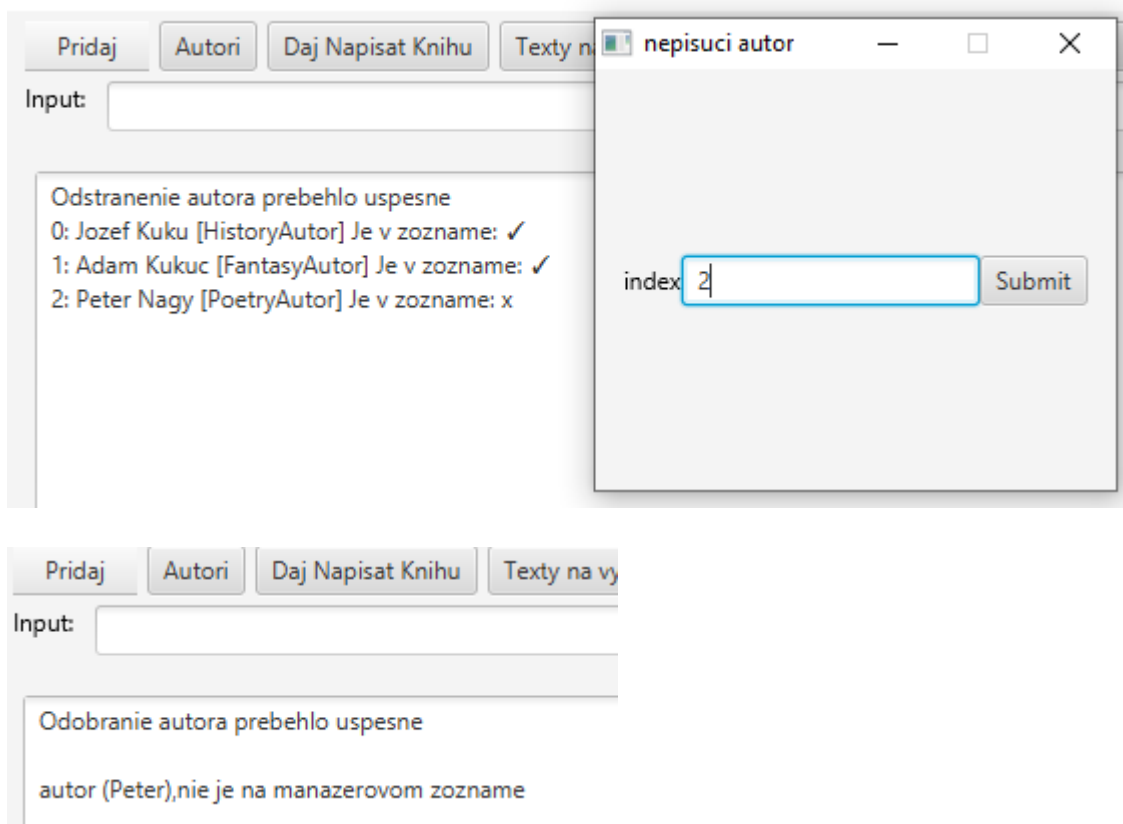 Pridaj Autori Daj Napisat Knihu Texty
nepisuci autor
Input:
Odstranenie autora prebehlo uspesne
0: Jozef Kuku [HistoryAutor] Je v zozname: ✓
1: Adam Kukuc [FantasyAutor] Je v zozname: ✓
2: Peter Nagy [PoetryAutor] Je v zozname: x
index 2 Submit
Pridaj Autori Daj Napisat Knihu Texty na
Input:
Odobranie autora prebehlo uspesne
autor (Peter),nie je na manazerovom zozname